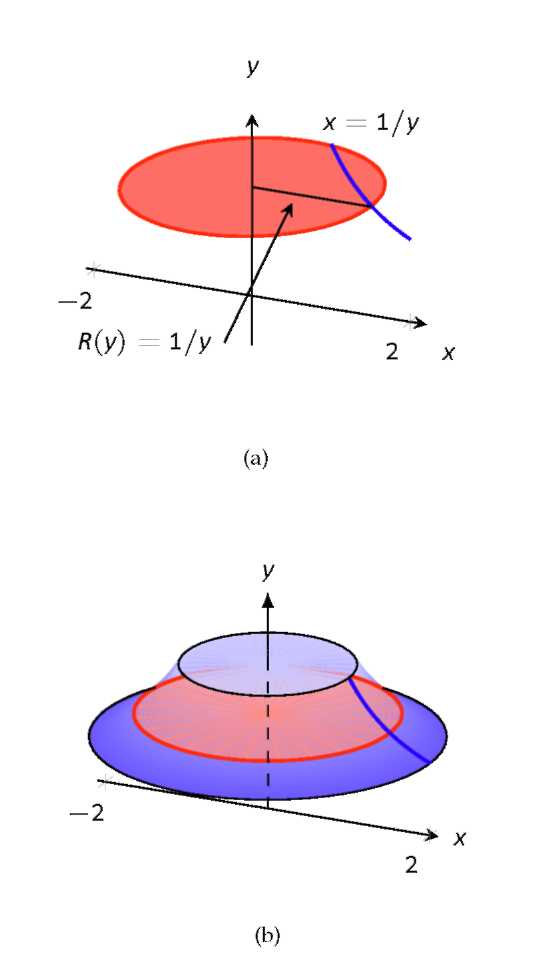 y
x = 1/y
−2
R(y) = 1/y
2
x
(a)
y
−2
x
2
(b)